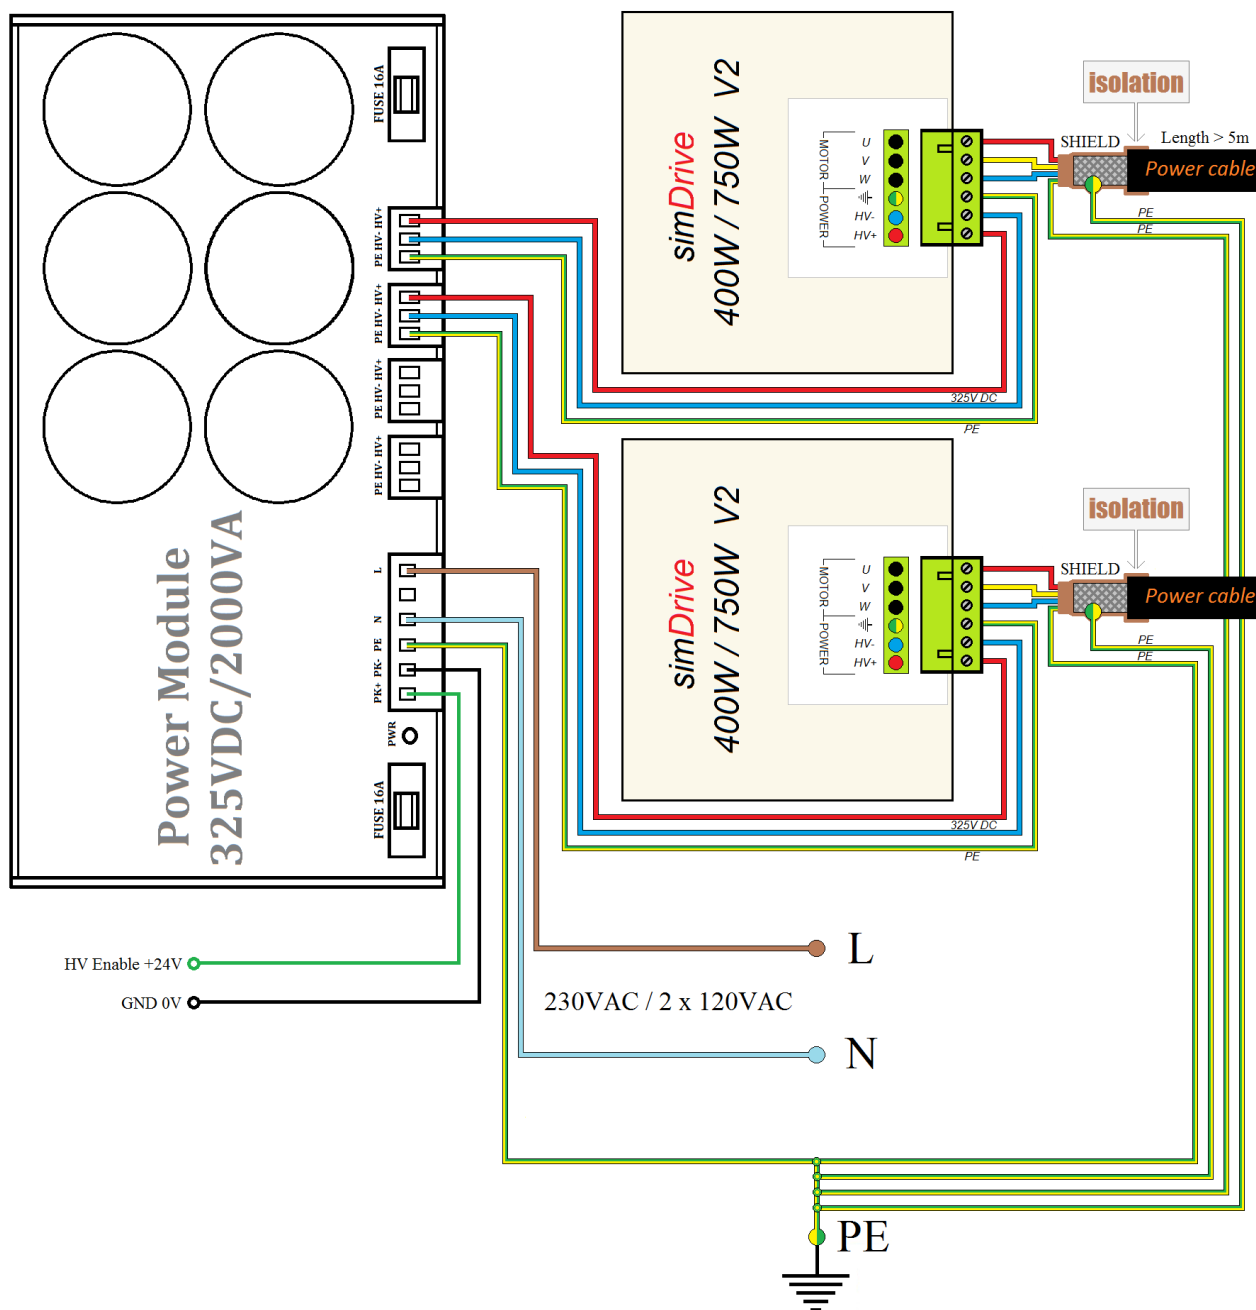 FUSE 16A
PE HV- HV+
PE HV- HV+
PE HV- HV+
PE HV- HV+
L
N
PE
PK-
PK+
PWR
FUSE 16A
Power Module
325VDC/2000VA
HV Enable +24V
GND 0V
simDrive
400W / 750W V2
MOTOR
POWER
U
V
W
HV-
HV+
isolation
SHIELD
Length > 5m
Power cable
PE
PE
325V DC
PE
simDrive
400W / 750W V2
MOTOR
POWER
U
V
W
HV-
HV+
isolation
SHIELD
Power cable
PE
PE
325V DC
PE
L
230VAC / 2 x 120VAC
N
PE